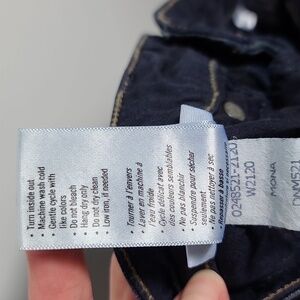 • Turn inside out
• Machine wash cold
• Gentle cycle with
like colors
• Do not bleach
• Hang dry only
• Do not dry clean
• Low iron, if needed
• Tourner à l'envers
• Laver en machine à
l'eau froide
• Cycle délicat avec
des couleurs semblables
• Ne pas blanchir
• Suspendre pour sécher
seulement
• Ne pas nettoyer à sec
• Repasser à basse
W2120
MONA